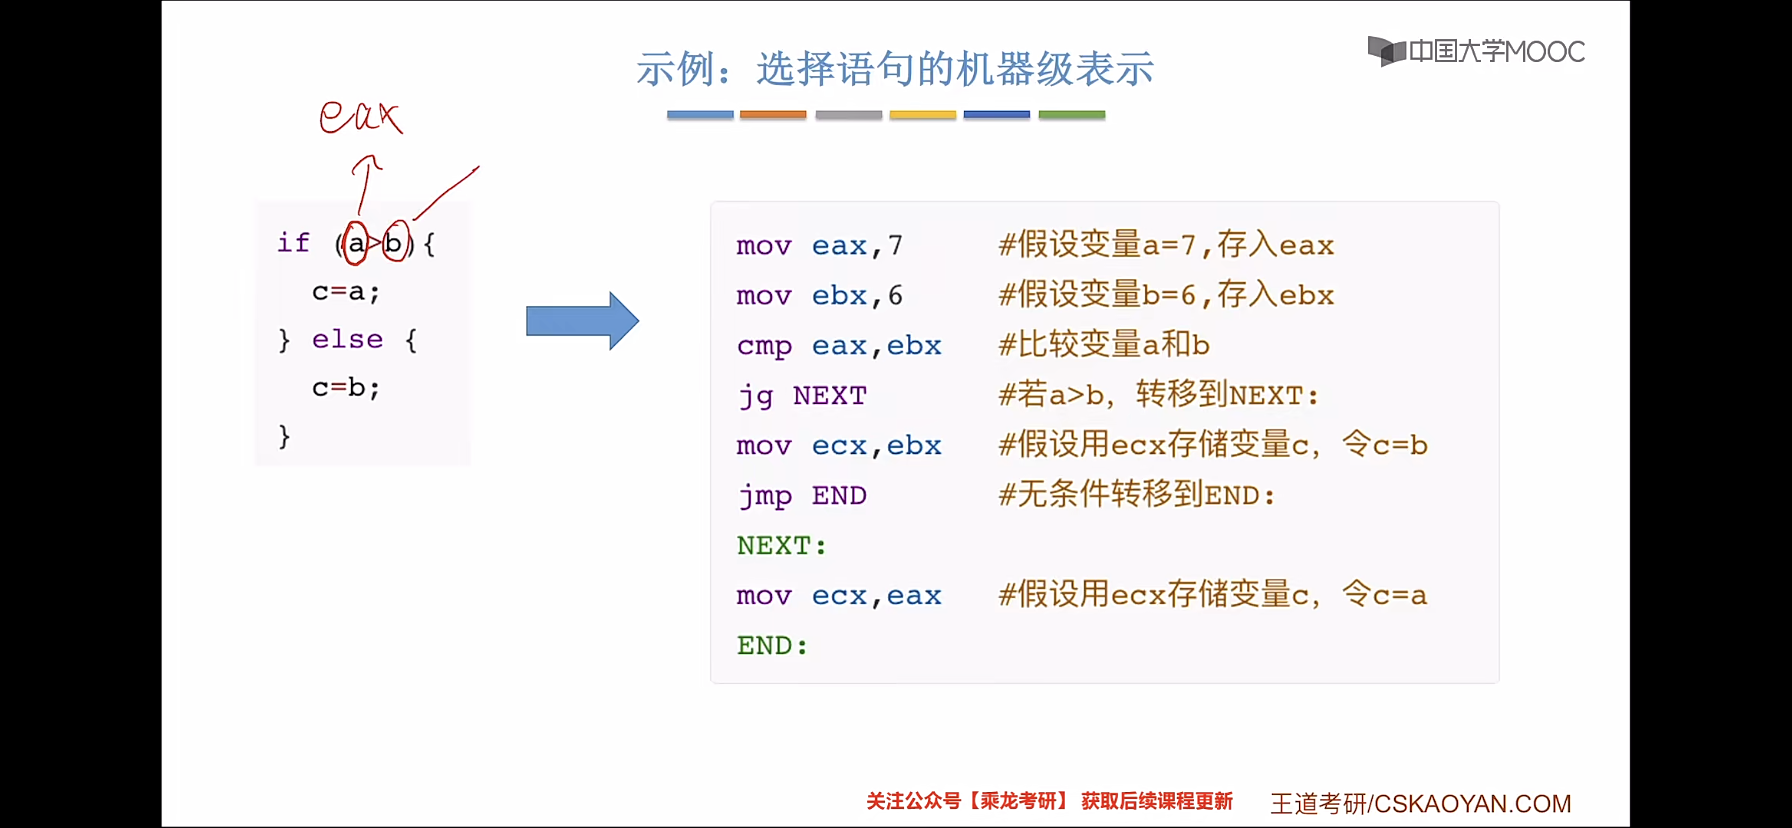 中国大学MOOC
示例：选择语句的机器级表示
eax
if (a>b){
c=a;
} else {
c=b;
}
mov eax,7 #假设变量a=7,存入eax
mov ebx,6 #假设变量b=6,存入ebx
cmp eax,ebx #比较变量a和b
jg NEXT #若a>b，转移到NEXT:
mov ecx,ebx #假设用ecx存储变量c，令c=b
jmp END #无条件转移到END:
NEXT:
mov ecx,eax #假设用ecx存储变量c，令c=a
END:
关注公众号【乘龙考研】 获取后续课程更新
王道考研/CSKAOYAN.COM